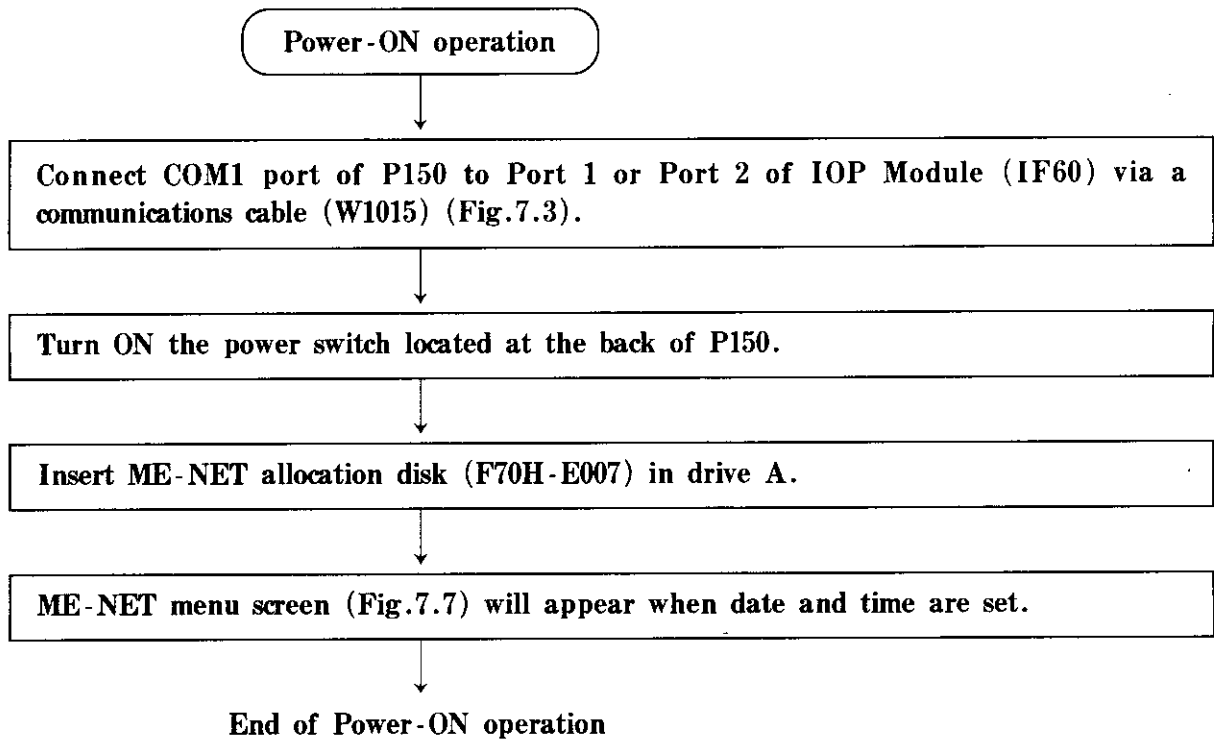 Power-ON operation
Connect COM1 port of P150 to Port 1 or Port 2 of IOP Module (IF60) via a
communications cable (W1015) (Fig.7.3).
Turn ON the power switch located at the back of P150.
Insert ME-NET allocation disk (F70H-E007) in drive A.
ME-NET menu screen (Fig.7.7) will appear when date and time are set.
End of Power-ON operation